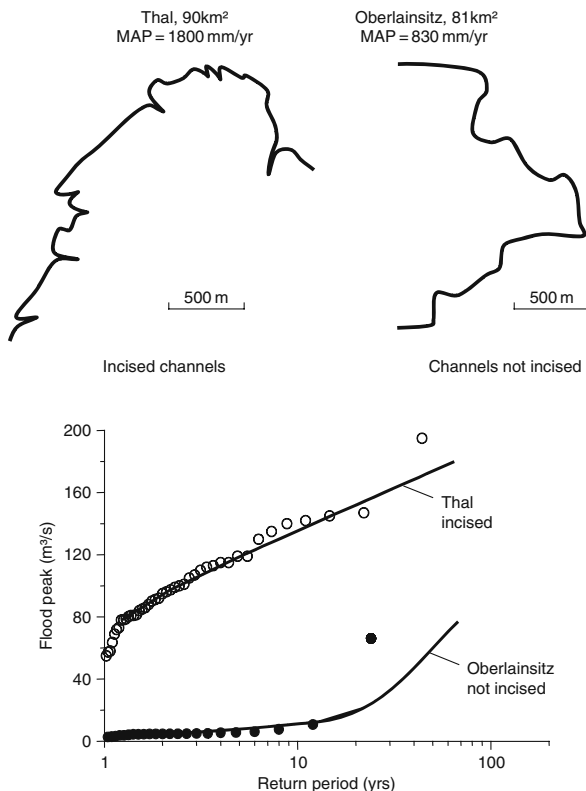 Thal, 90km²
MAP = 1800 mm/yr
Oberlainsitz, 81km²
MAP = 830 mm/yr
500 m
500 m
Incised channels
Channels not incised
Flood peak (m³/s)
200
160
120
80
40
0
Thal
incised
Oberlainsitz
not incised
1
10
100
Return period (yrs)